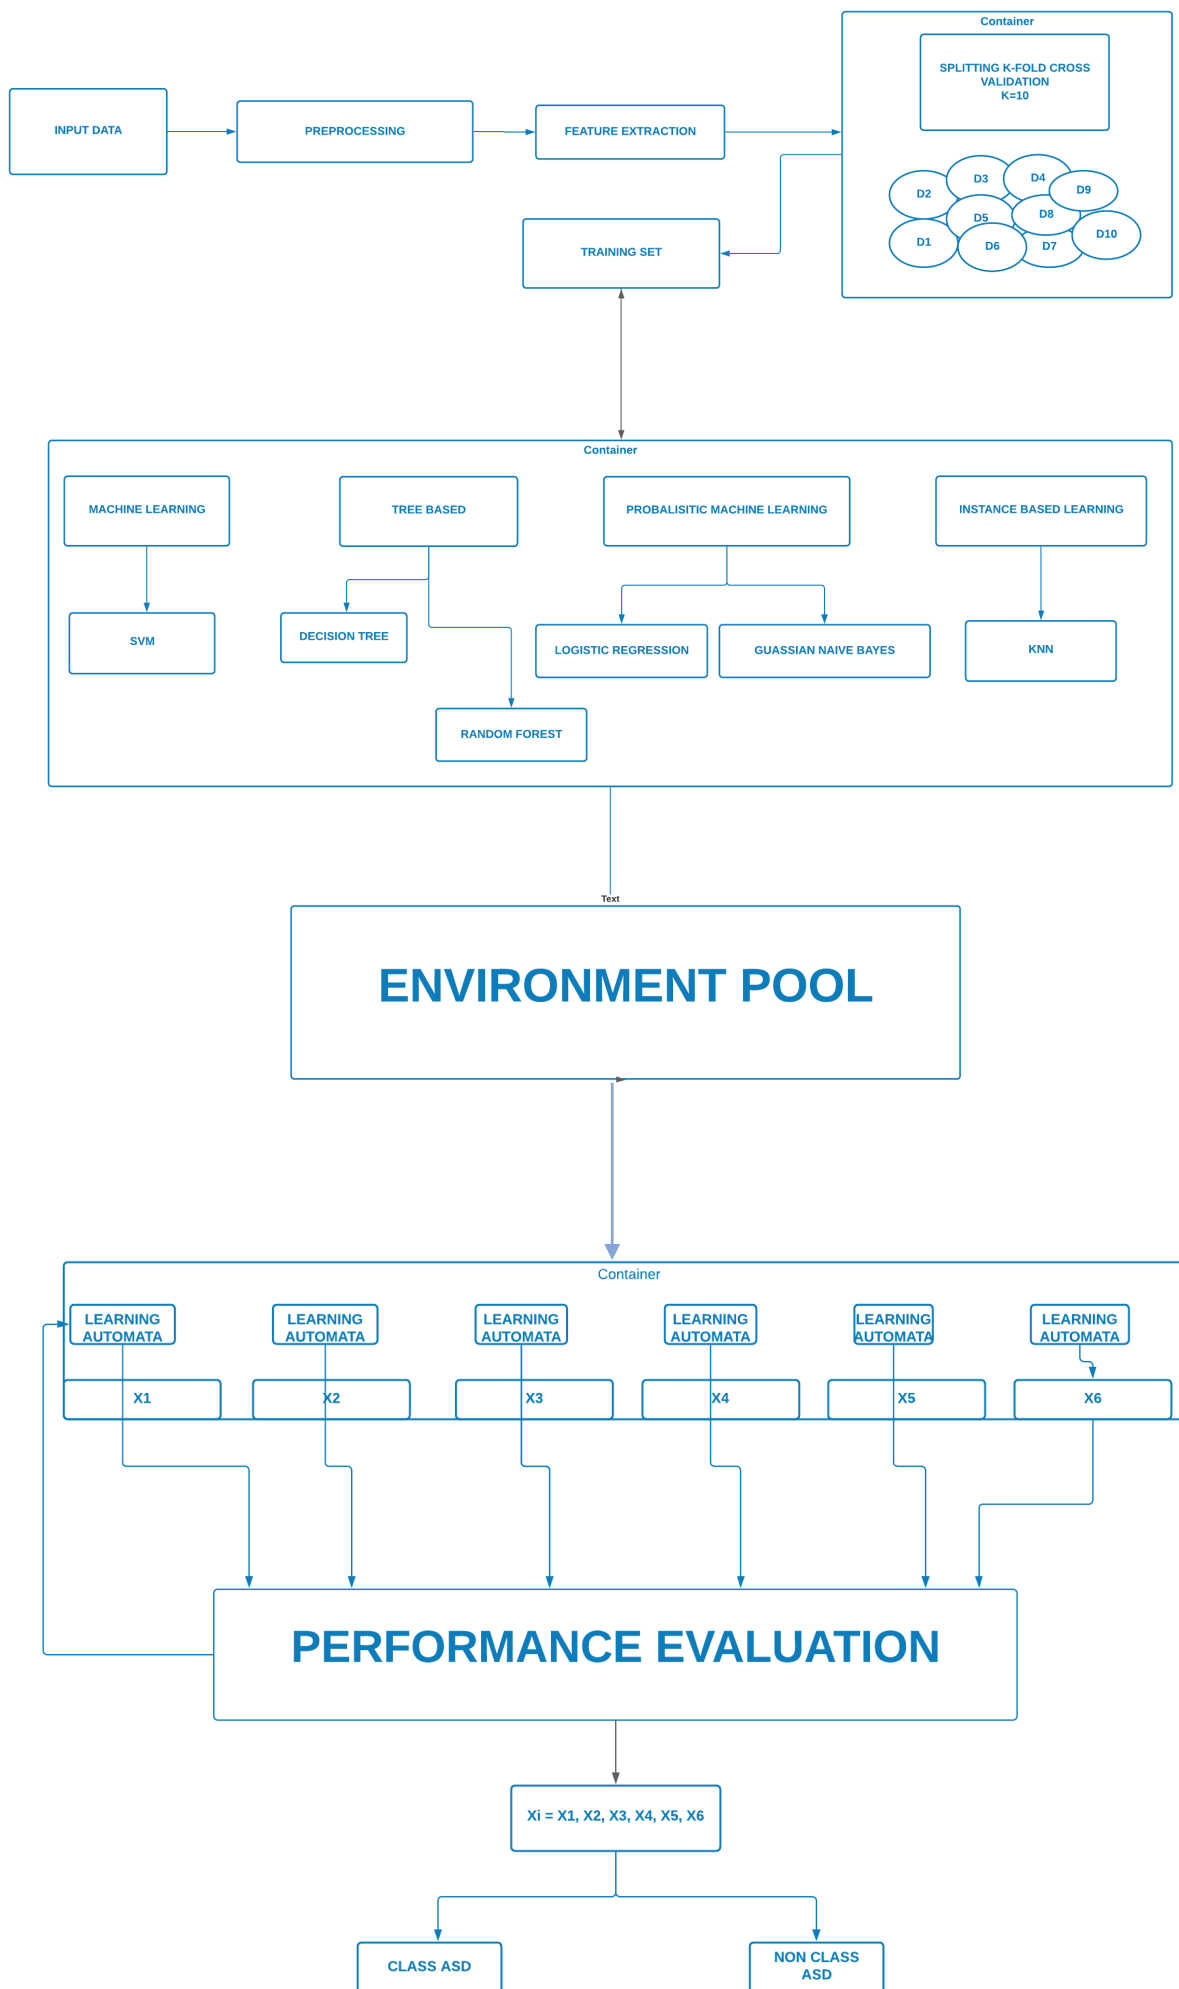 Container
SPLITTING K-FOLD CROSS
VALIDATION
K=10
INPUT DATA
PREPROCESSING
FEATURE EXTRACTION
D3
D4
D9
D2
D8
D5
D10
D1
D6
D7
TRAINING SET
Container
MACHINE LEARNING
TREE BASED
PROBALISITIC MACHINE LEARNING
INSTANCE BASED LEARNING
SVM
DECISION TREE
LOGISTIC REGRESSION
GUASSIAN NAIVE BAYES
KNN
RANDOM FOREST
Text
ENVIRONMENT POOL
Container
LEARNING
AUTOMATA
LEARNING
AUTOMATA
LEARNING
AUTOMATA
LEARNING
AUTOMATA
LEARNING
AUTOMATA
LEARNING
AUTOMATA
X1
X2
X3
X4
X5
X6
PERFORMANCE EVALUATION
Xi = X1, X2, X3, X4, X5, X6
CLASS ASD
NON CLASS
ASD